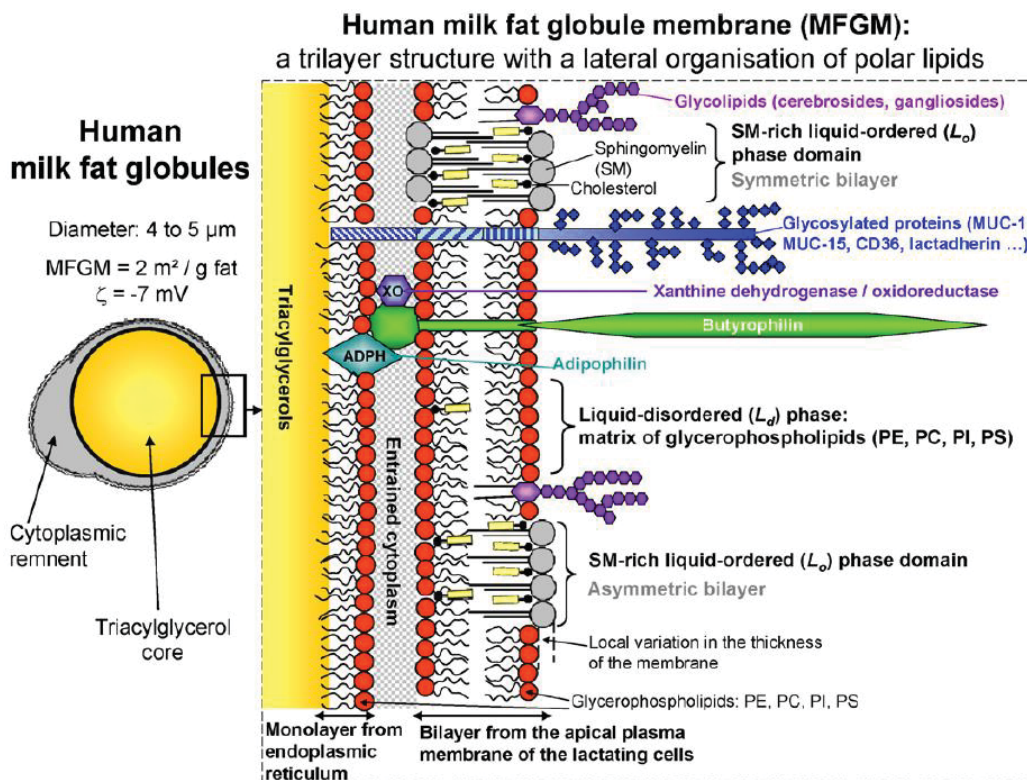 Human milk fat globule membrane (MFGM):
a trilayer structure with a lateral organisation of polar lipids
Human
milk fat globules
Diameter: 4 to 5 µm
MFGM = 2 m² / g fat
ζ = -7 mV
Cytoplasmic
remnent
Triacylglycerol
core
Triacylglycerols
Entrained cytoplasm
Glycolipids (cerebrosides, gangliosides)
Sphingomyelin
(SM)
Cholesterol
SM-rich liquid-ordered (Lo)
phase domain
Symmetric bilayer
Glycosylated proteins (MUC-1
MUC-15, CD36, lactadherin ...)
XO
Xanthine dehydrogenase / oxidoreductase
Butyrophilin
ADPH
Adipophilin
Liquid-disordered (Ld) phase:
matrix of glycerophospholipids (PE, PC, PI, PS)
SM-rich liquid-ordered (Lo) phase domain
Asymmetric bilayer
Local variation in the thickness
of the membrane
Glycerophospholipids: PE, PC, PI, PS
Monolayer from
endoplasmic
reticulum
Bilayer from the apical plasma
membrane of the lactating cells